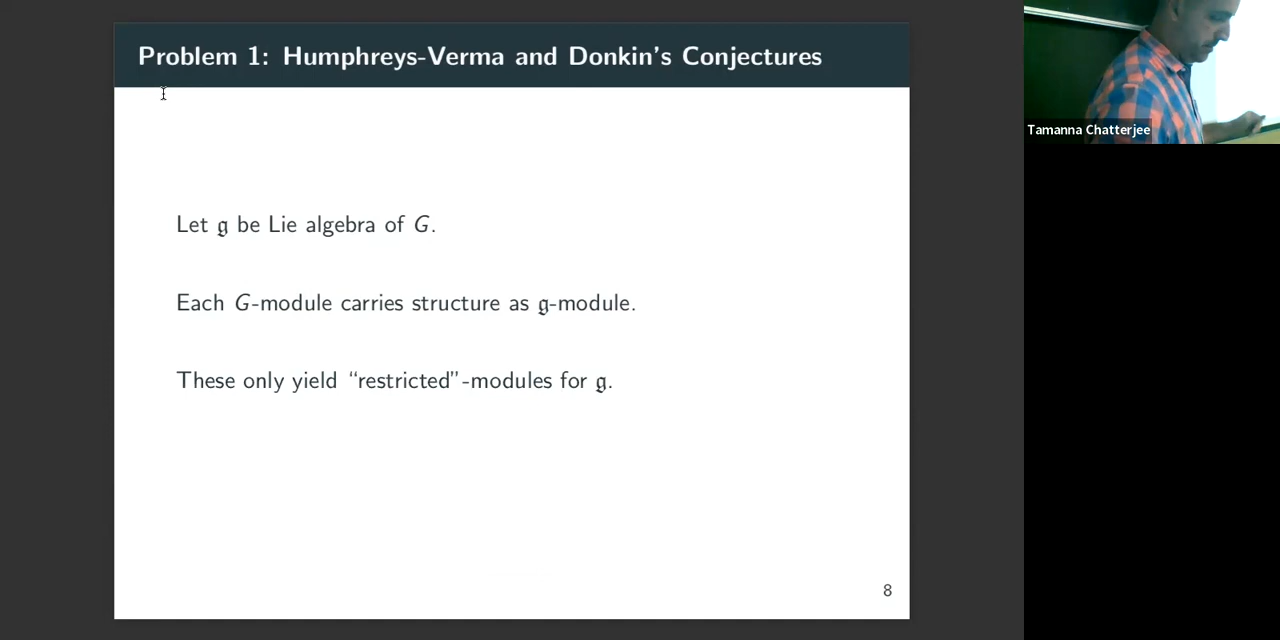 Problem 1: Humphreys-Verma and Donkin's Conjectures
Let 𝔤 be Lie algebra of G.
Each G-module carries structure as 𝔤-module.
These only yield “restricted”-modules for 𝔤.
8
Tamanna Chatterjee